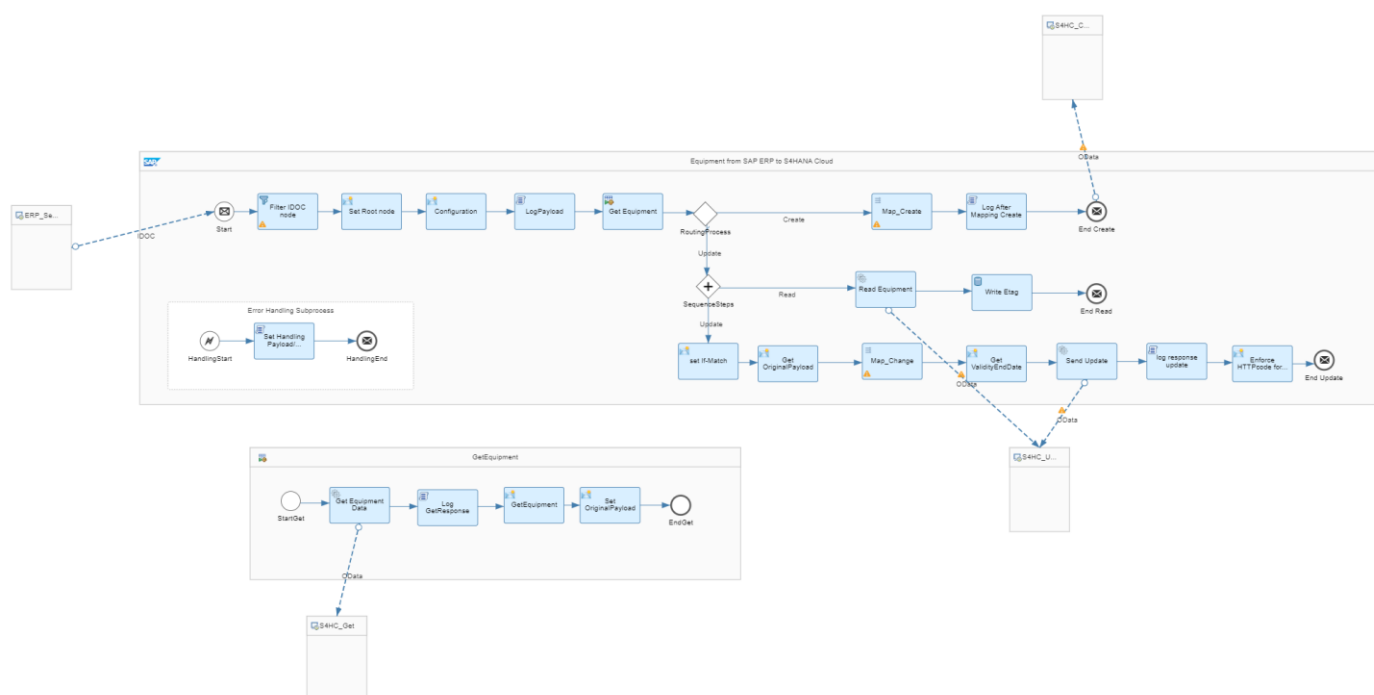 S4HC_C...
OData
SAP
Equipment from SAP ERP to S4HANA Cloud
ERP_Se...
IDOC
Start
Filter IDOC
node
Set Root node
Configuration
LogPayload
Get Equipment
RoutingProcess
Create
Map_Create
Log After
Mapping Create
End Create
Update
SequenceSteps
Read
Read Equipment
Write Etag
End Read
Update
Error Handling Subprocess
HandlingStart
Set Handling
Payload/...
HandlingEnd
set If-Match
Get
OriginalPayload
Map_Change
Get
ValidityEndDate
Send Update
log response
update
Enforce
HTTPcode for...
End Update
OData
OData
S4HC_U...
GetEquipment
StartGet
Get Equipment
Data
Log
GetResponse
GetEquipment
Set
OriginalPayload
EndGet
OData
S4HC_Get